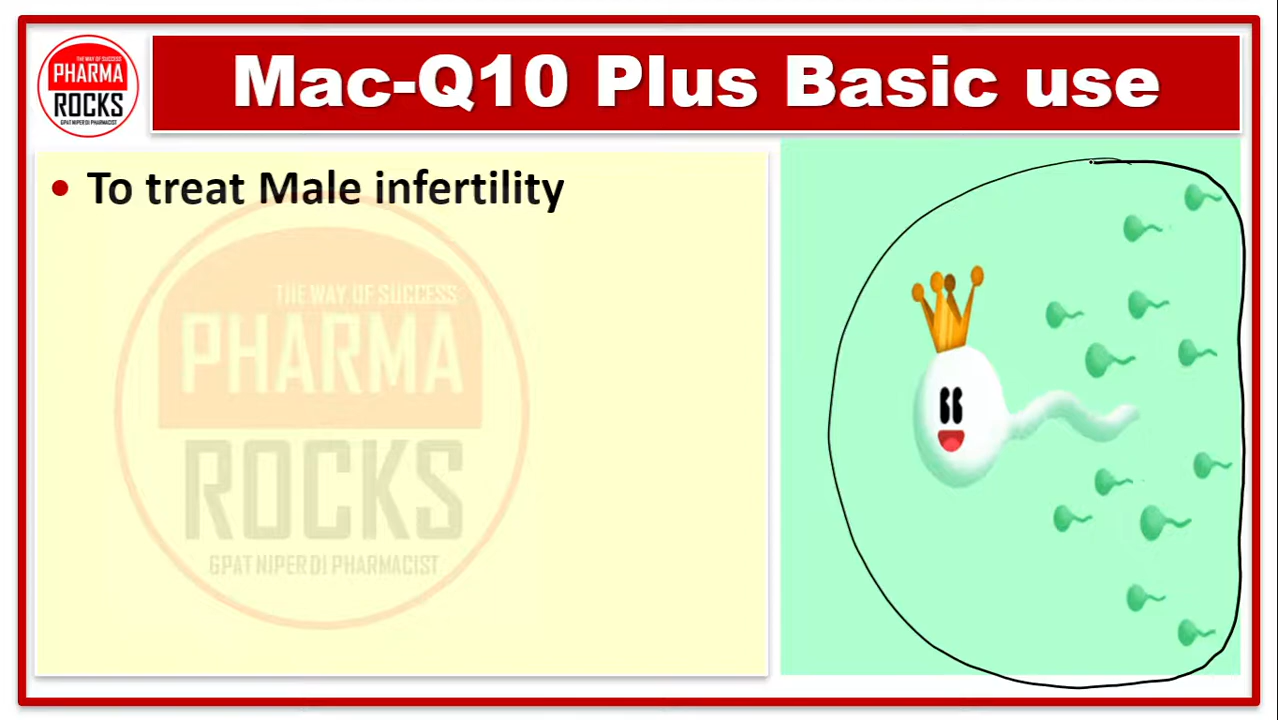 THE WAY OF SUCCESS
PHARMA
ROCKS
GPAT NIPER DI PHARMACIST
Mac-Q10 Plus Basic use
• To treat Male infertility
THE WAY OF SUCCESS
PHARMA
ROCKS
GPAT NIPER DI PHARMACIST